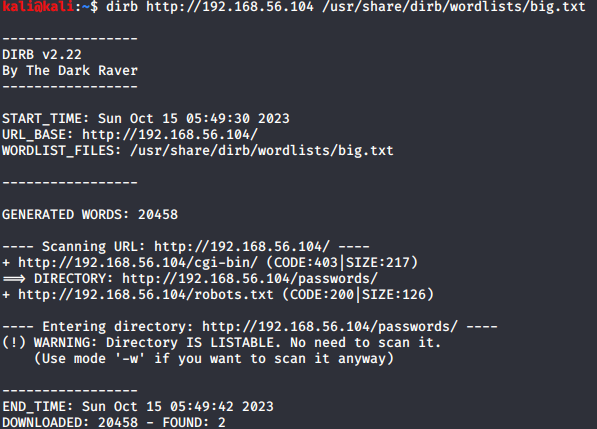 kali@kali:~$ dirb http://192.168.56.104 /usr/share/dirb/wordlists/big.txt
-----------------
DIRB v2.22
By The Dark Raver
-----------------
START_TIME: Sun Oct 15 05:49:30 2023
URL_BASE: http://192.168.56.104/
WORDLIST_FILES: /usr/share/dirb/wordlists/big.txt
-----------------
GENERATED WORDS: 20458
---- Scanning URL: http://192.168.56.104/ ----
+ http://192.168.56.104/cgi-bin/ (CODE:403|SIZE:217)
==> DIRECTORY: http://192.168.56.104/passwords/
+ http://192.168.56.104/robots.txt (CODE:200|SIZE:126)
---- Entering directory: http://192.168.56.104/passwords/ ----
(!) WARNING: Directory IS LISTABLE. No need to scan it.
(Use mode '-w' if you want to scan it anyway)
-----------------
END_TIME: Sun Oct 15 05:49:42 2023
DOWNLOADED: 20458 - FOUND: 2